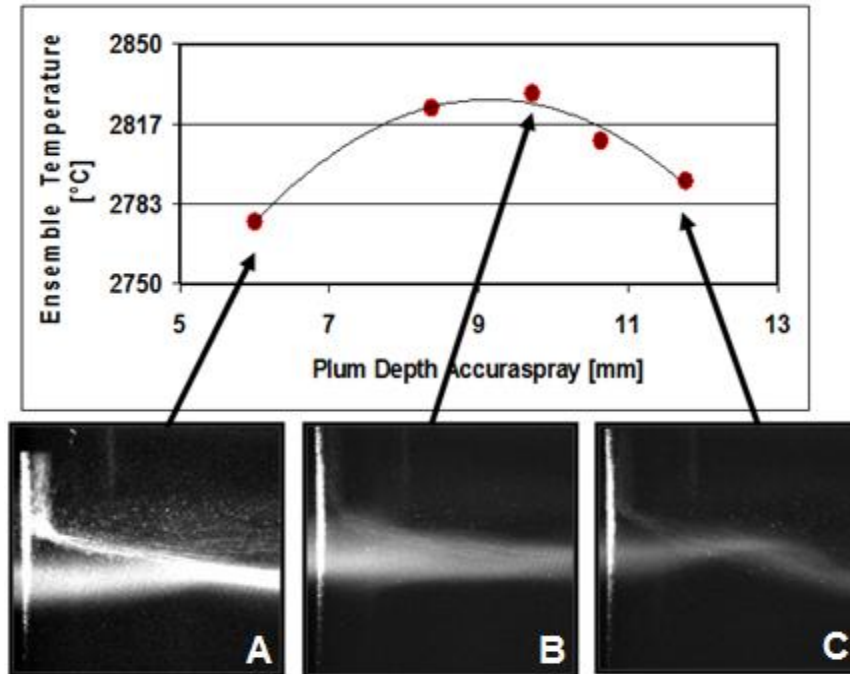 Ensemble Temperature
[°C]
2850
2817
2783
2750
5 7 9 11 13
Plum Depth Accuraspray [mm]
A B C